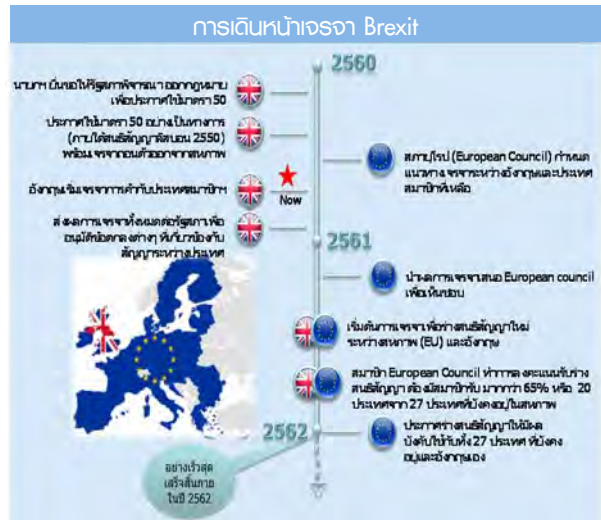 การเดินหน้าเจรจา Brexit
2560
นายกฯ ยื่นขอให้รัฐสภาพิจารณา ออกกฎหมาย
เพื่อประกาศใช้มาตรา 50
ประกาศใช้มาตรา 50 อย่างเป็นทางการ
(ภายใต้สนธิสัญญาลิสบอน 2550)
พร้อมเจรจาถอนตัวออกจากสหภาพ
สภายุโรป (European Council) กำหนด
แนวทางเจรจาระหว่างอังกฤษและประเทศ
สมาชิกที่เหลือ
อังกฤษเริ่มเจรจาการค้ากับประเทศสมาชิกฯ
Now
ส่งผลการเจรจาทั้งหมดต่อรัฐสภาเพื่อ
อนุมัติข้อตกลงต่างๆ ที่เกี่ยวข้องกับ
สัญญาระหว่างประเทศ
2561
นำผลการเจรจาเสนอ European council
เพื่อเห็นชอบ
เริ่มต้นการเจรจาเพื่อร่างสนธิสัญญาใหม่
ระหว่างสหภาพ (EU) และอังกฤษ
สมาชิก European Council ทำการลงคะแนนรับร่าง
สนธิสัญญา ต้องมีสมาชิกรับ มากกว่า 65% หรือ 20
ประเทศจาก 27 ประเทศที่ยังคงอยู่ในสหภาพ
2562
ประกาศร่างสนธิสัญญาให้มีผล
บังคับใช้กับทั้ง 27 ประเทศ ที่ยังคง
อยู่และอังกฤษเอง
อย่างเร็วสุด
เสร็จสิ้นภาย
ในปี 2562